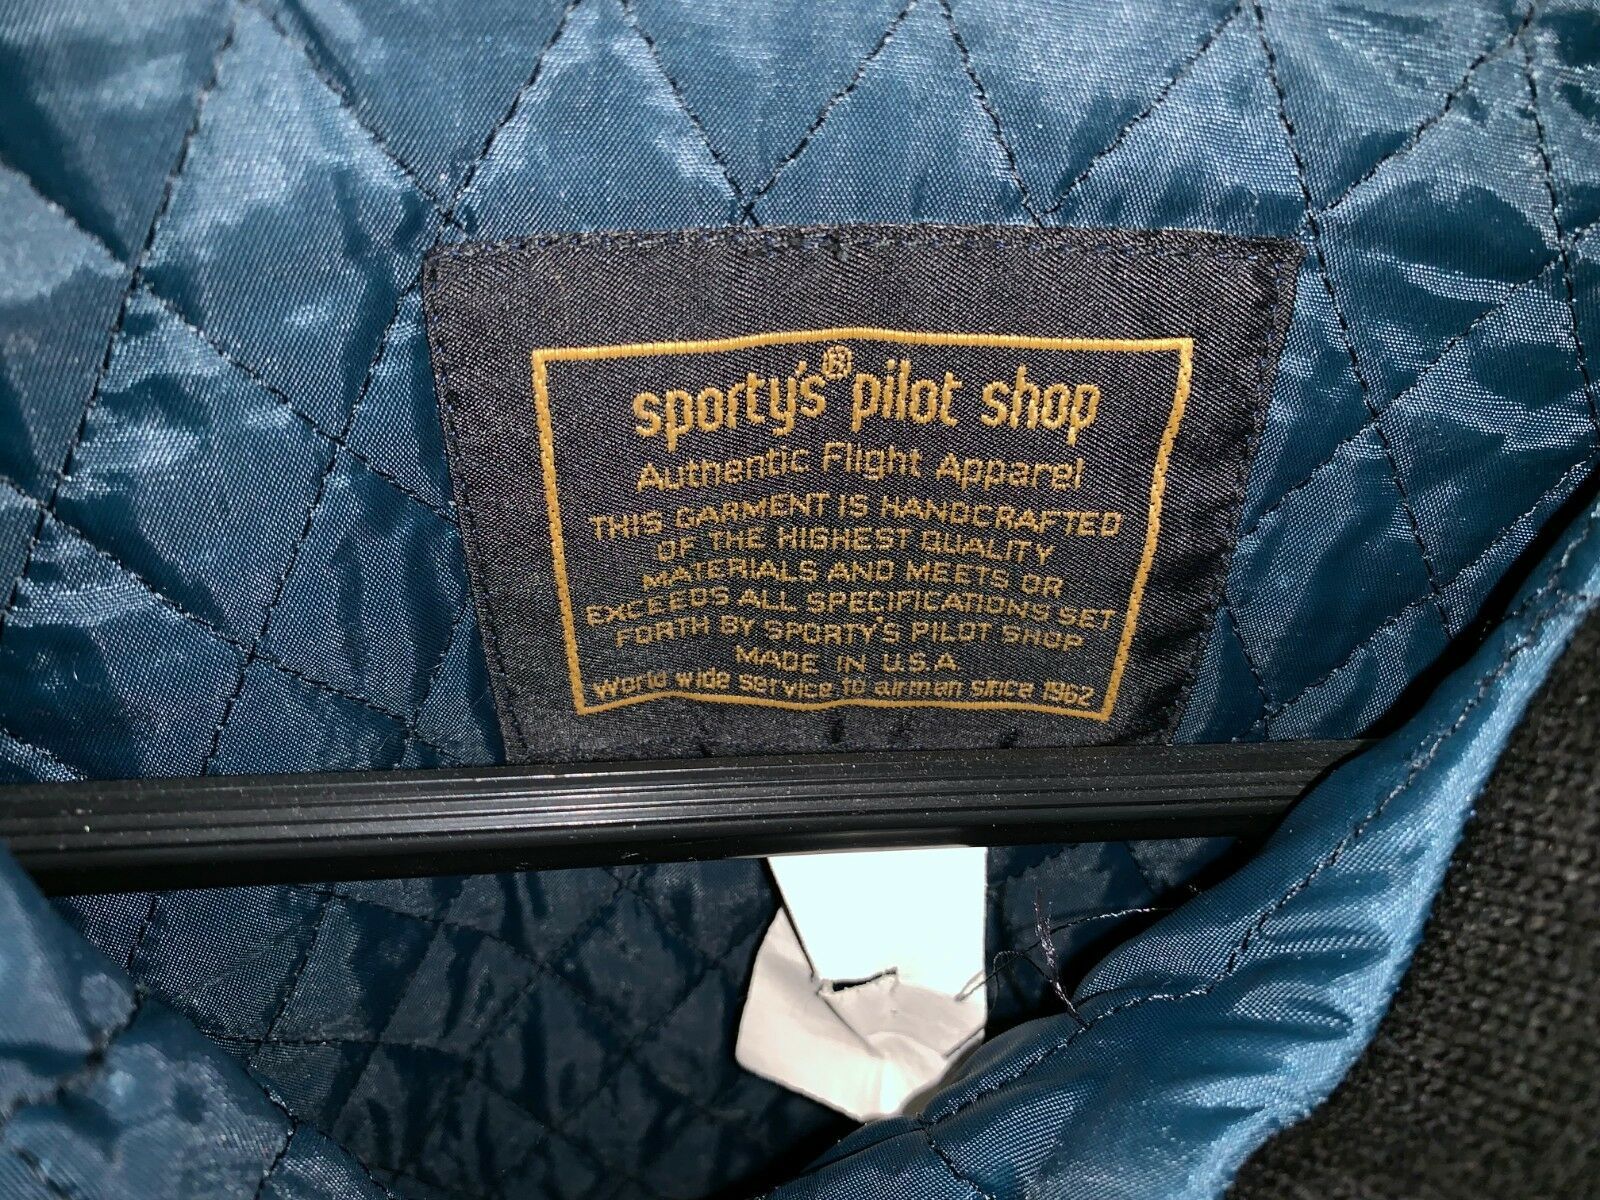 sporty's® pilot shop
Authentic Flight Apparel
THIS GARMENT IS HANDCRAFTED
OF THE HIGHEST QUALITY
MATERIALS AND MEETS OR
EXCEEDS ALL SPECIFICATIONS SET
FORTH BY SPORTY'S PILOT SHOP
MADE IN U.S.A
World wide service to airmen since 1962